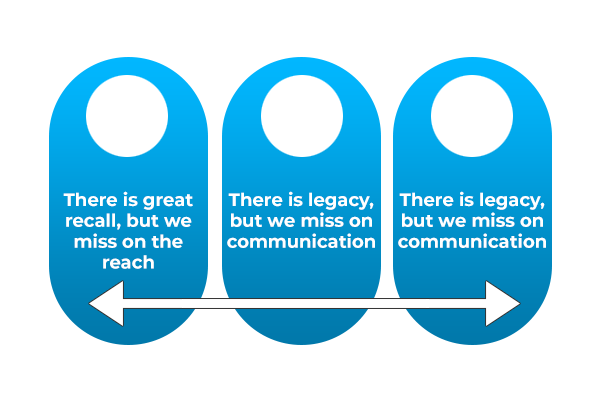 There is great
recall, but we
miss on the
reach
There is legacy,
but we miss on
communication
There is legacy,
but we miss on
communication